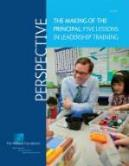 PERSPECTIVE
THE MAKING OF THE
PRINCIPAL: FIVE LESSONS
IN LEADERSHIP TRAINING
The Wallace Foundation